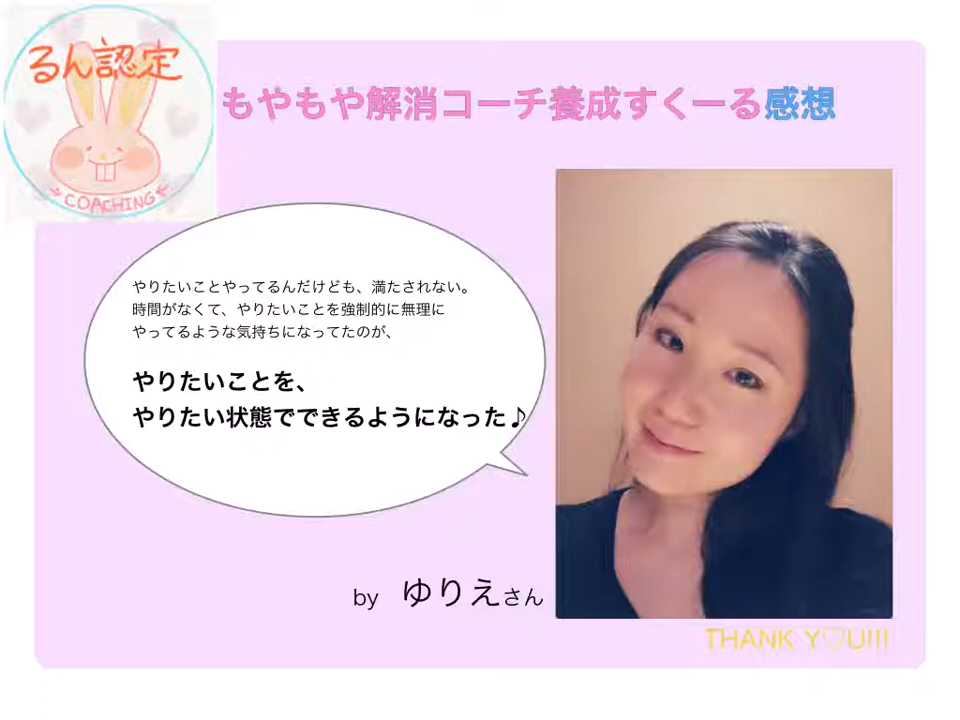 るん認定
COACHING
もやもや解消コーチ養成すくーる感想
やりたいことやってるんだけども、満たされない。
時間がなくて、やりたいことを強制的に無理に
やってるような気持ちになってたのが、
やりたいことを、
やりたい状態でできるようになった♪
by ゆりえさん
THANK Y♡U!!!